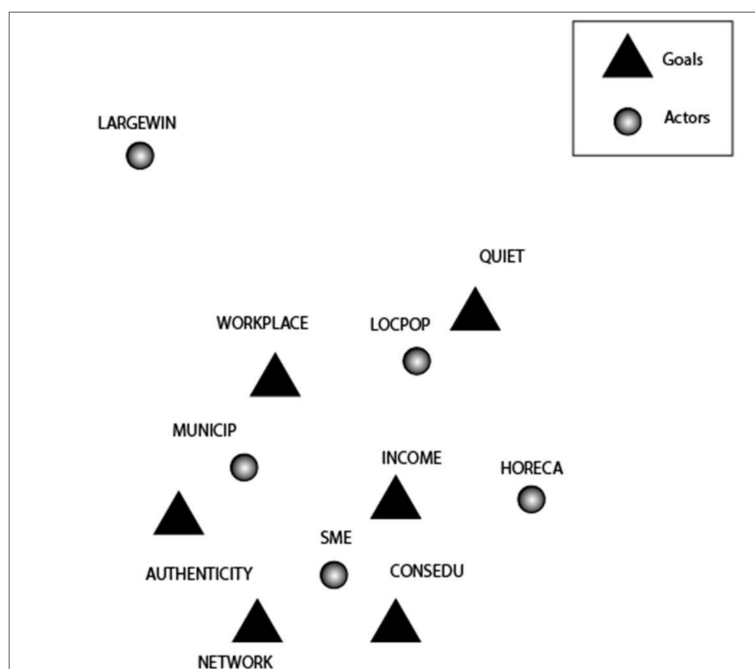 Goals
Actors
LARGEWIN
QUIET
WORKPLACE
LOCPOP
MUNICIP
INCOME
HORECA
SME
AUTHENTICITY
CONSEDU
NETWORK